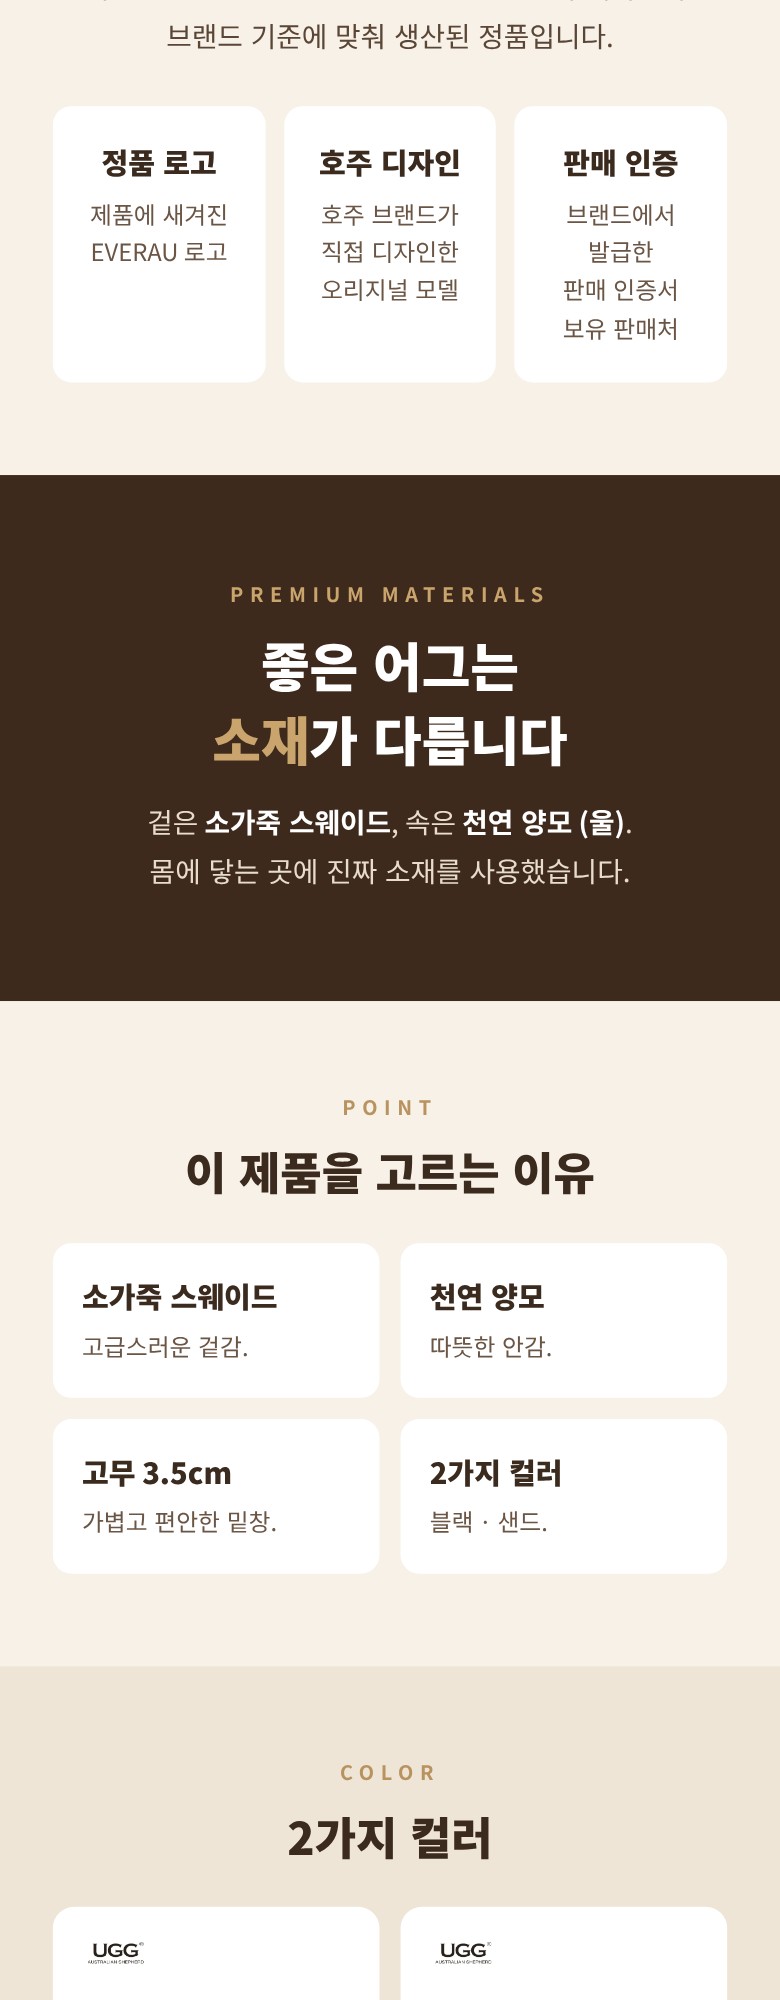 브랜드 기준에 맞춰 생산된 정품입니다.
정품 로고
제품에 새겨진
EVERAU 로고
호주 디자인
호주 브랜드가
직접 디자인한
오리지널 모델
판매 인증
브랜드에서
발급한
판매 인증서
보유 판매처
PREMIUM MATERIALS
좋은 어그는
소재가 다릅니다
겉은 소가죽 스웨이드, 속은 천연 양모 (울).
몸에 닿는 곳에 진짜 소재를 사용했습니다.
POINT
이 제품을 고르는 이유
소가죽 스웨이드
고급스러운 겉감.
천연 양모
따뜻한 안감.
고무 3.5cm
가볍고 편안한 밑창.
2가지 컬러
블랙 · 샌드.
COLOR
2가지 컬러
UGG
AUSTRALIAN SHEPHERD
UGG
AUSTRALIAN SHEPHERD